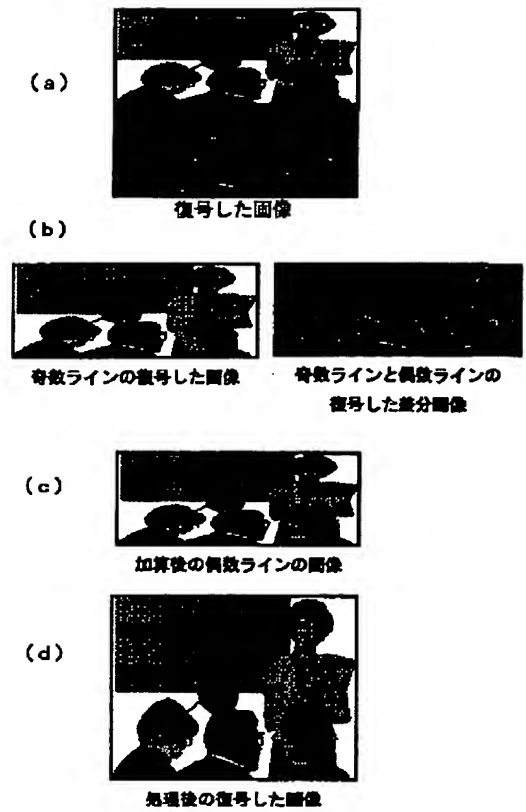 (a)
復号した画像
(b)
奇数ラインの復号した画像
奇数ラインと偶数ラインの
復号した差分画像
(c)
加算後の偶数ラインの画像
(d)
処理後の復号した画像